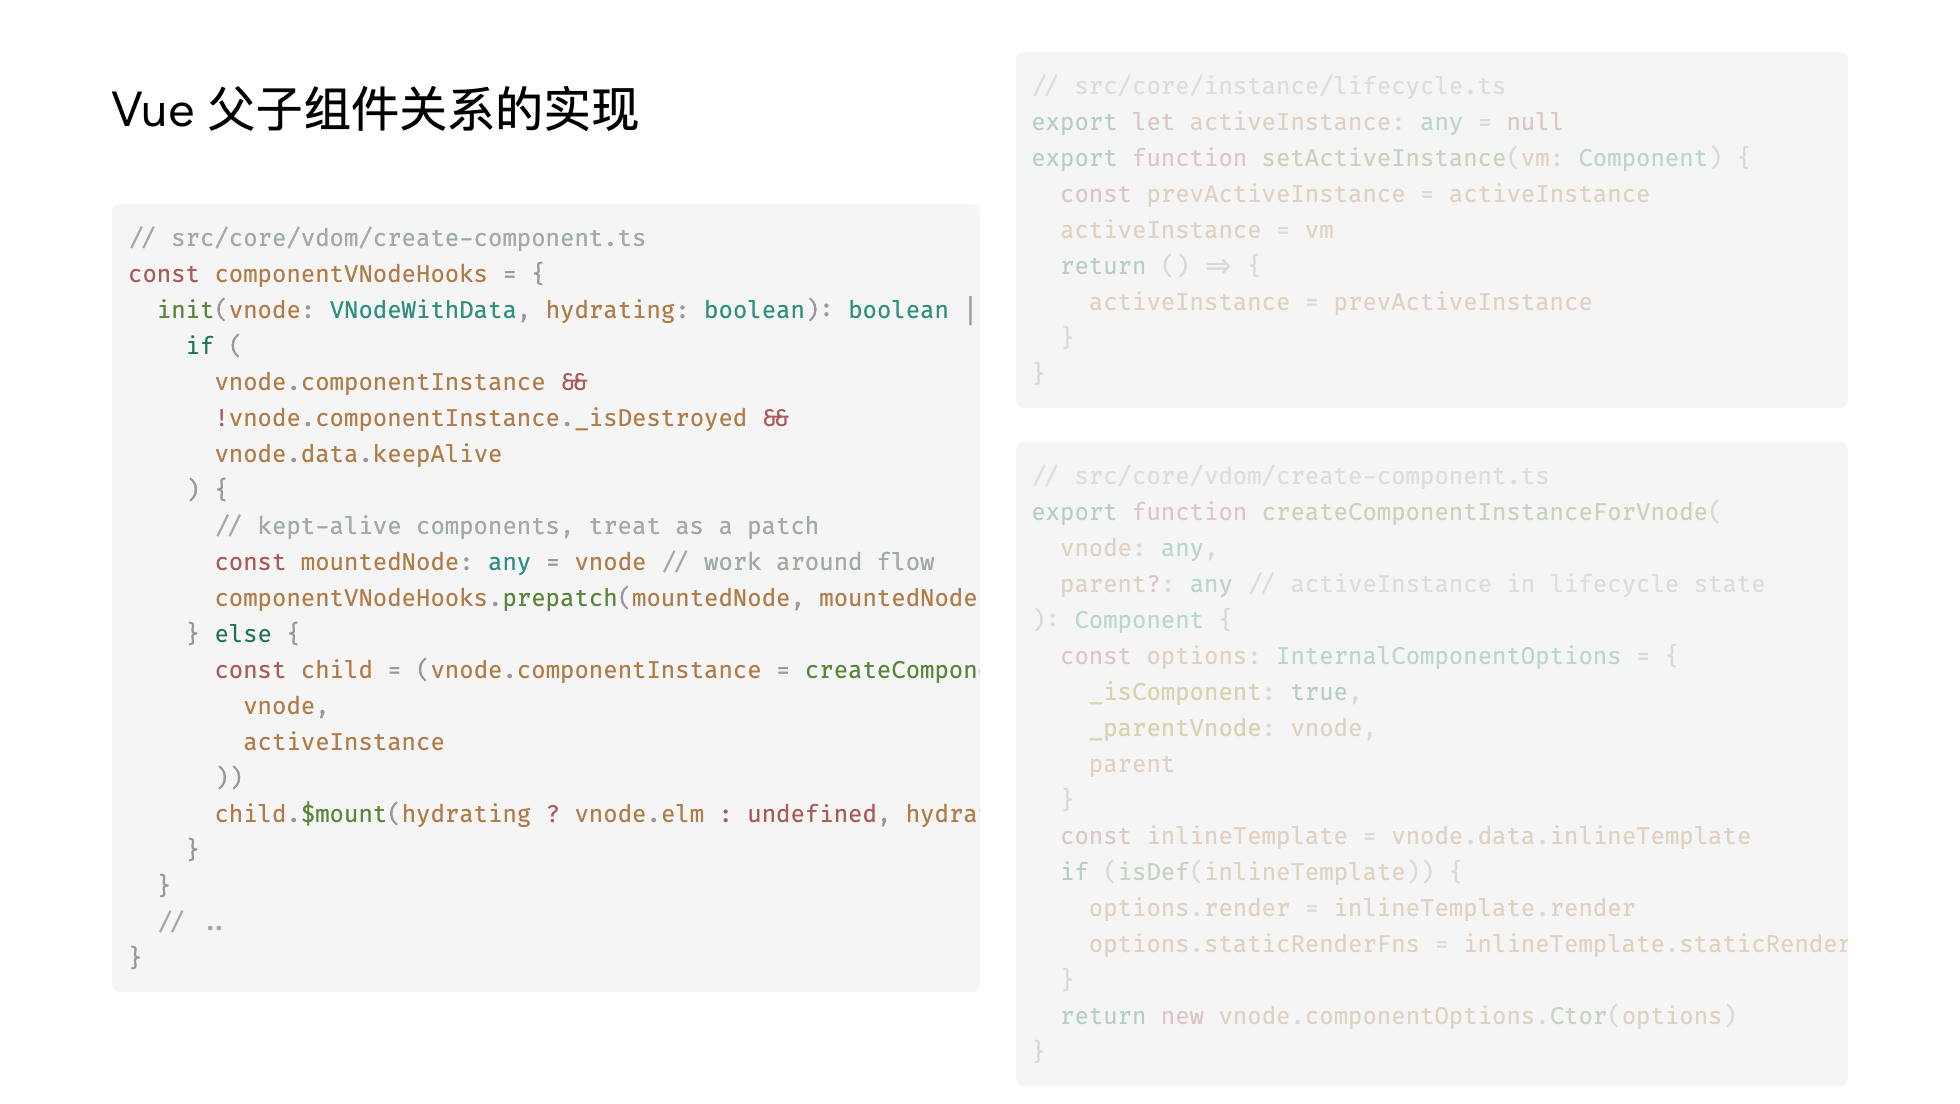 Vue 父子组件关系的实现
// src/core/vdom/create-component.ts
const componentVNodeHooks = {
  init(vnode: VNodeWithData, hydrating: boolean): boolean |
    if (
      vnode.componentInstance &&
      !vnode.componentInstance._isDestroyed &&
      vnode.data.keepAlive
    ) {
      // kept-alive components, treat as a patch
      const mountedNode: any = vnode // work around flow
      componentVNodeHooks.prepatch(mountedNode, mountedNode
    } else {
      const child = (vnode.componentInstance = createCompon
        vnode,
        activeInstance
      ))
      child.$mount(hydrating ? vnode.elm : undefined, hydra
    }
  }
  // ..
}
// src/core/instance/lifecycle.ts
export let activeInstance: any = null
export function setActiveInstance(vm: Component) {
  const prevActiveInstance = activeInstance
  activeInstance = vm
  return () => {
    activeInstance = prevActiveInstance
  }
}
// src/core/vdom/create-component.ts
export function createComponentInstanceForVnode(
  vnode: any,
  parent?: any // activeInstance in lifecycle state
): Component {
  const options: InternalComponentOptions = {
    _isComponent: true,
    _parentVnode: vnode,
    parent
  }
  const inlineTemplate = vnode.data.inlineTemplate
  if (isDef(inlineTemplate)) {
    options.render = inlineTemplate.render
    options.staticRenderFns = inlineTemplate.staticRender
  }
  return new vnode.componentOptions.Ctor(options)
}